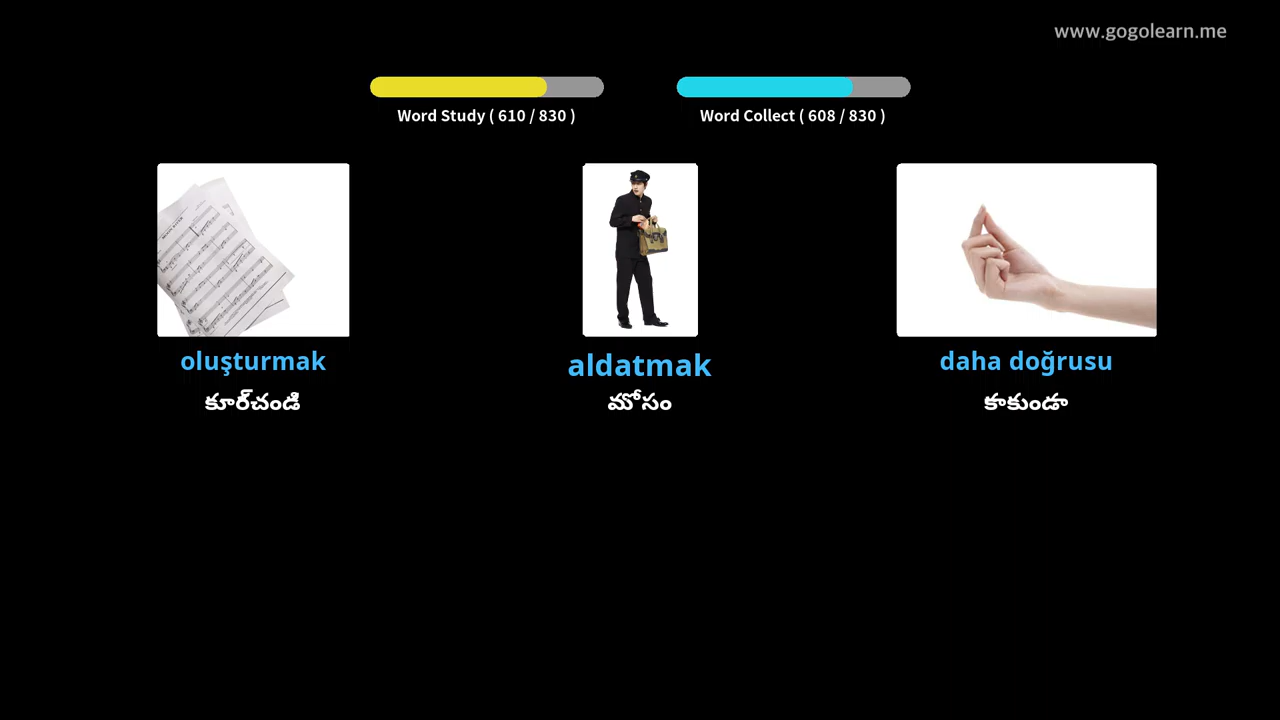 www.gogolearn.me
Word Study ( 610 / 830 )
Word Collect ( 608 / 830 )
oluşturmak
aldatmak
daha doğrusu
కూర్చండి
మోసం
కాకుండా